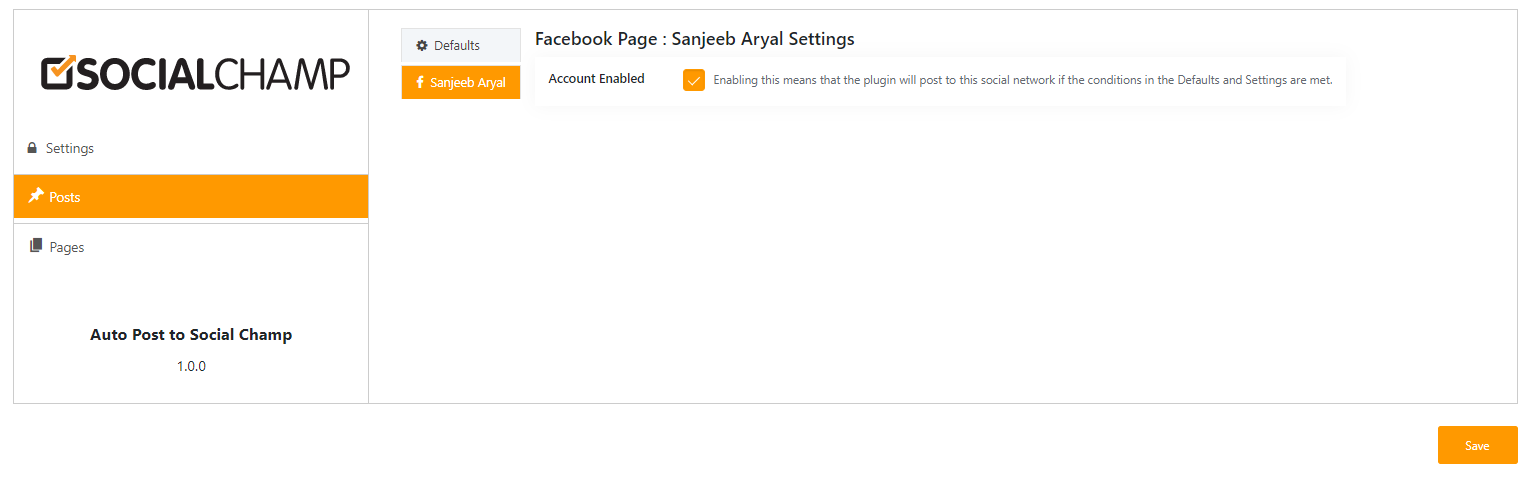 SOCIALCHAMP
Settings
Posts
Pages
Auto Post to Social Champ
1.0.0
Defaults
Sanjeeb Aryal
Facebook Page : Sanjeeb Aryal Settings
Account Enabled
Enabling this means that the plugin will post to this social network if the conditions in the Defaults and Settings are met.
Save